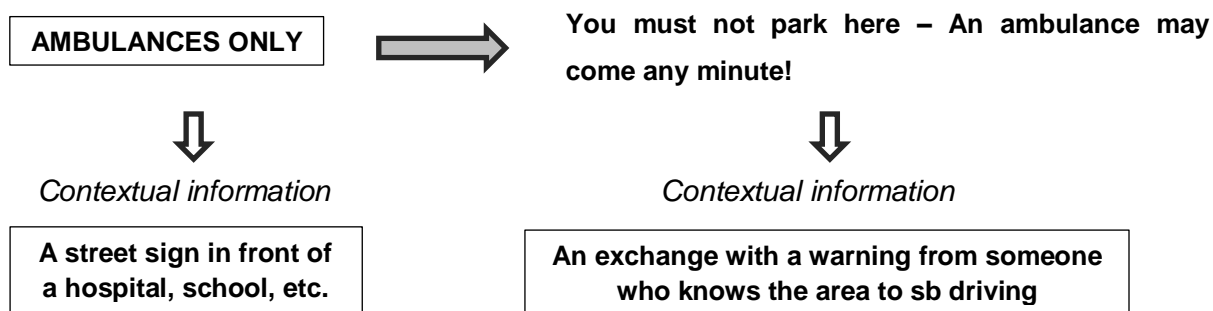 AMBULANCES ONLY
You must not park here – An ambulance may
come any minute!
Contextual information
Contextual information
A street sign in front of
a hospital, school, etc.
An exchange with a warning from someone
who knows the area to sb driving